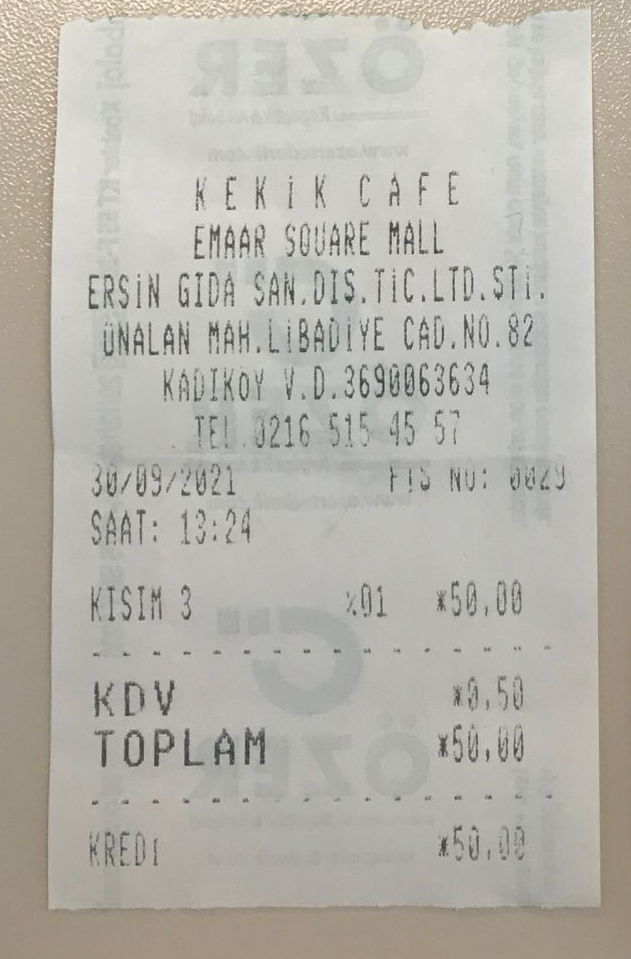 KEKİK CAFE
EMAAR SQUARE MALL
ERSİN GIDA SAN.DIS.TİC.LTD.STİ.
ÜNALAN MAH.LİBADİYE CAD.NO.82
KADIKÖY V.D.3690063634
TEL.0216 515 45 57
30/09/2021 FİŞ NO: 0029
SAAT: 13:24
KISIM 3 %01 *50,00
KDV *0,50
TOPLAM *50,00
KREDİ *50,00